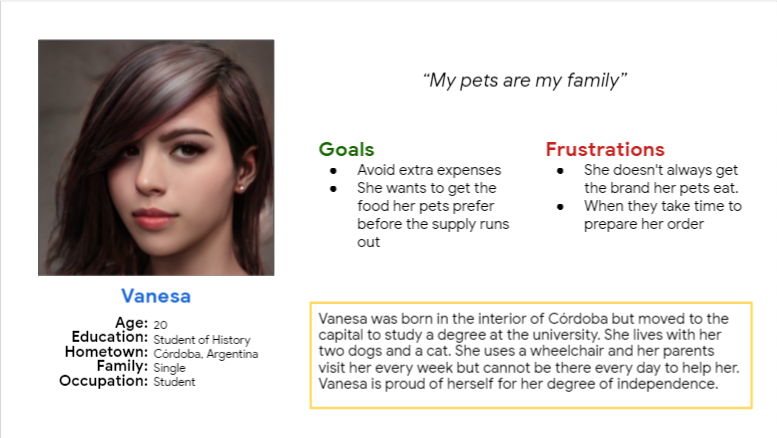 “My pets are my family”
Goals
● Avoid extra expenses
● She wants to get the
food her pets prefer
before the supply runs
out
Frustrations
● She doesn't always get
the brand her pets eat.
● When they take time to
prepare her order
Vanesa
Age: 20
Education: Student of History
Hometown: Córdoba, Argentina
Family: Single
Occupation: Student
Vanesa was born in the interior of Córdoba but moved to the
capital to study a degree at the university. She lives with her
two dogs and a cat. She uses a wheelchair and her parents
visit her every week but cannot be there every day to help her.
Vanesa is proud of herself for her degree of independence.